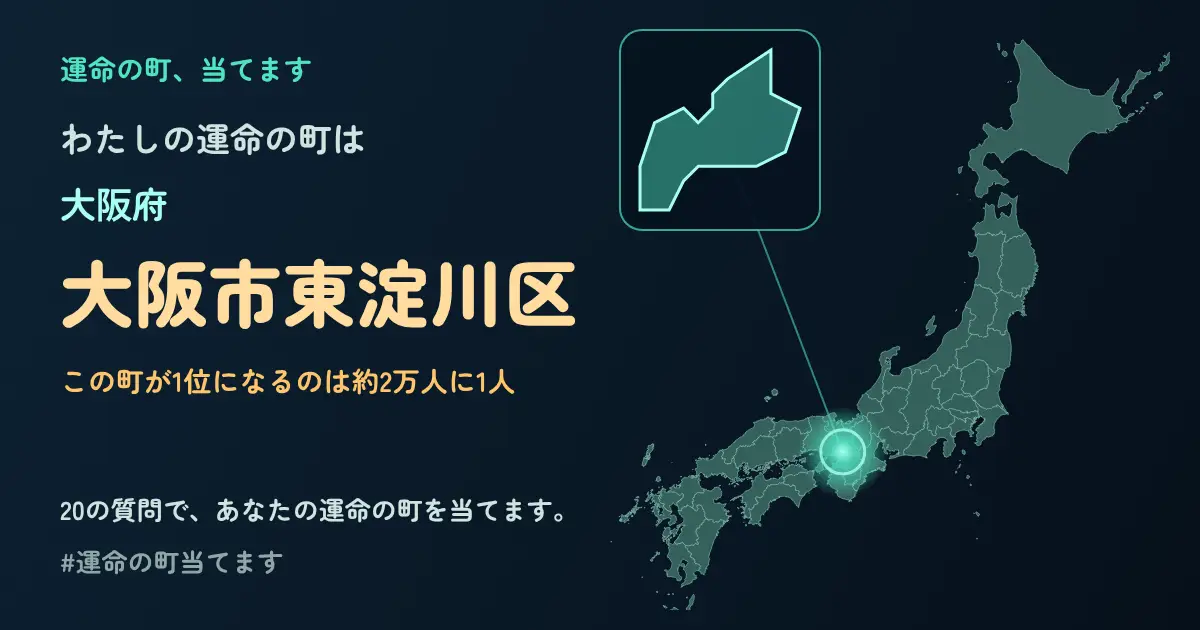 運命の町、当てます
わたしの運命の町は
大阪府
大阪市東淀川区
この町が1位になるのは約2万人に1人
20の質問で、あなたの運命の町を当てます。
#運命の町当てます